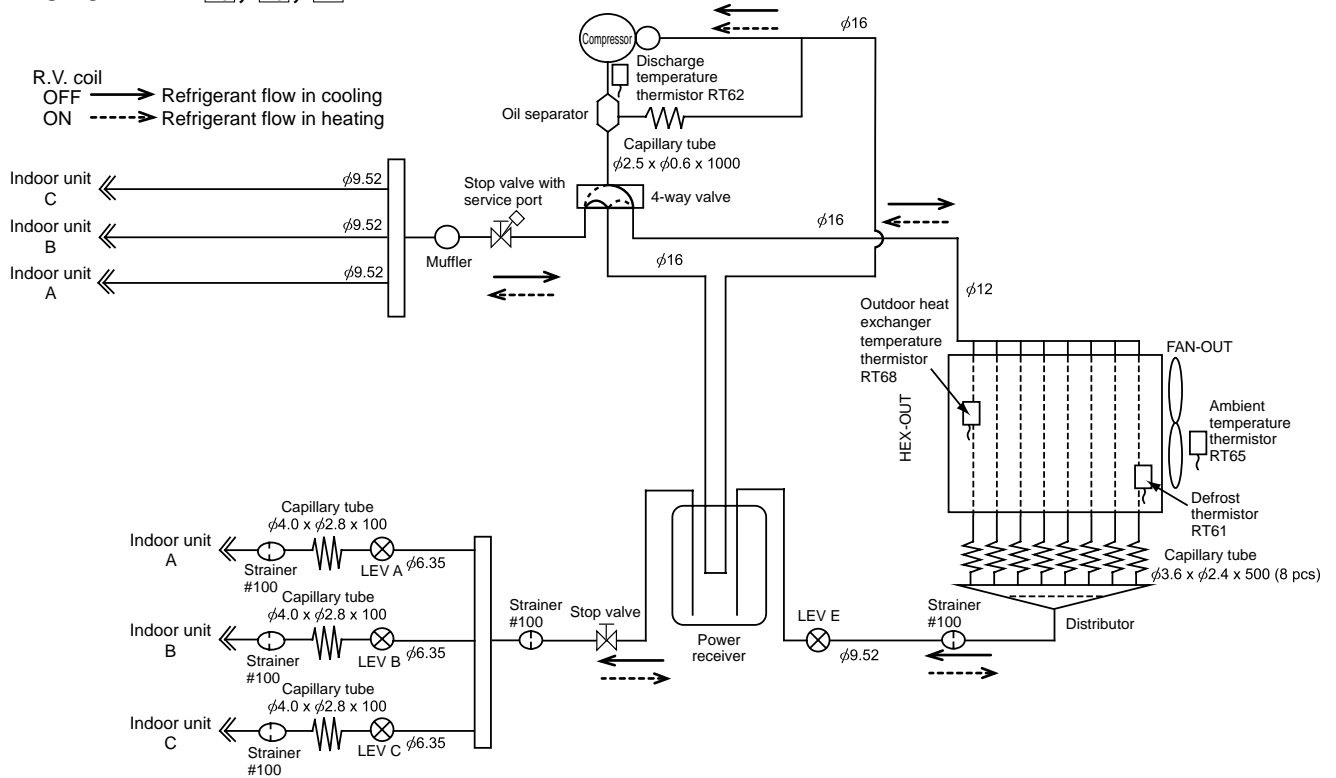 Compressor
ϕ16
Discharge
temperature
thermistor RT62
R.V. coil
OFF Refrigerant flow in cooling
ON Refrigerant flow in heating
Oil separator
Capillary tube
ϕ2.5 x ϕ0.6 x 1000
Indoor unit
C
ϕ9.52
Stop valve with
service port
4-way valve
Indoor unit
B
ϕ9.52
ϕ16
Muffler
Indoor unit
A
ϕ9.52
ϕ16
ϕ12
Outdoor heat
exchanger
temperature
thermistor
RT68
FAN-OUT
HEX-OUT
Ambient
temperature
thermistor
RT65
Defrost
thermistor
RT61
Capillary tube
ϕ3.6 x ϕ2.4 x 500 (8 pcs)
Distributor
Capillary tube
ϕ4.0 x ϕ2.8 x 100
Indoor unit
A
Strainer
#100
LEV A
ϕ6.35
Capillary tube
ϕ4.0 x ϕ2.8 x 100
Indoor unit
B
Strainer
#100
LEV B
ϕ6.35
Capillary tube
ϕ4.0 x ϕ2.8 x 100
Indoor unit
C
Strainer
#100
LEV C
ϕ6.35
Strainer
#100
Stop valve
Power
receiver
LEV E
ϕ9.52
Strainer
#100